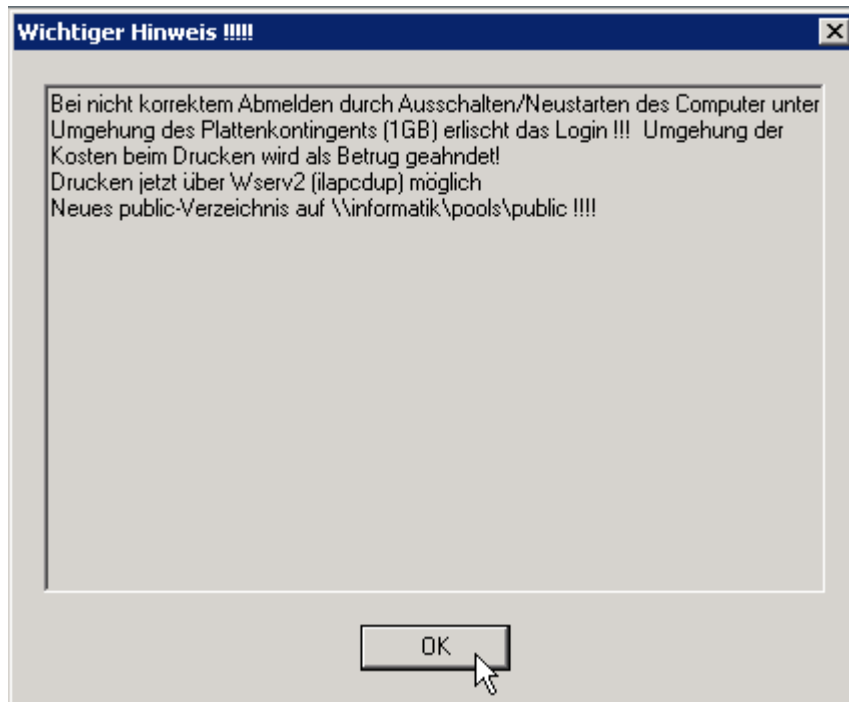 Wichtiger Hinweis !!!!!
Bei nicht korrektem Abmelden durch Ausschalten/Neustarten des Computer unter
Umgehung des Plattenkontingents (1GB) erlischt das Login !!!  Umgehung der
Kosten beim Drucken wird als Betrug geahndet!
Drucken jetzt über Wserv2 (ilapcdup) möglich
Neues public-Verzeichnis auf \\informatik\pools\public !!!!
OK